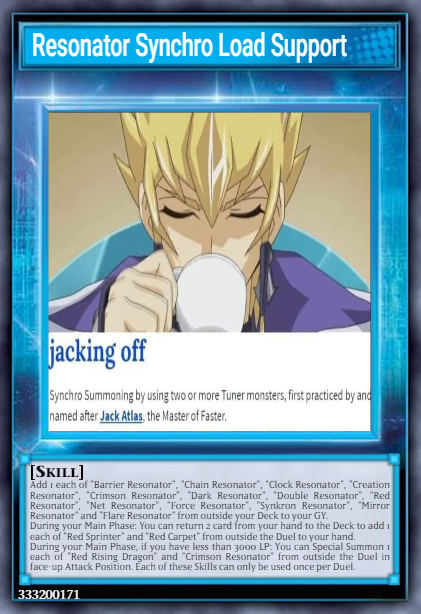 Resonator Synchro Load Support
jacking off
Synchro Summoning by using two or more Tuner monsters, first practiced by and
named after Jack Atlas, the Master of Faster.
[SKILL]
Add 1 each of "Barrier Resonator", "Chain Resonator", "Clock Resonator", "Creation
Resonator", "Crimson Resonator", "Dark Resonator", "Double Resonator", "Red
Resonator", "Net Resonator", "Force Resonator", "Synkron Resonator", "Mirror
Resonator" and "Flare Resonator" from outside your Deck to your GY.
During your Main Phase: You can return 2 card from your hand to the Deck to add 1
each of "Red Sprinter" and "Red Carpet" from outside the Duel to your hand.
During your Main Phase, if you have less than 3000 LP: You can Special Summon 1
each of "Red Rising Dragon" and "Crimson Resonator" from outside the Duel in
face-up Attack Position. Each of these Skills can only be used once per Duel.
333200171